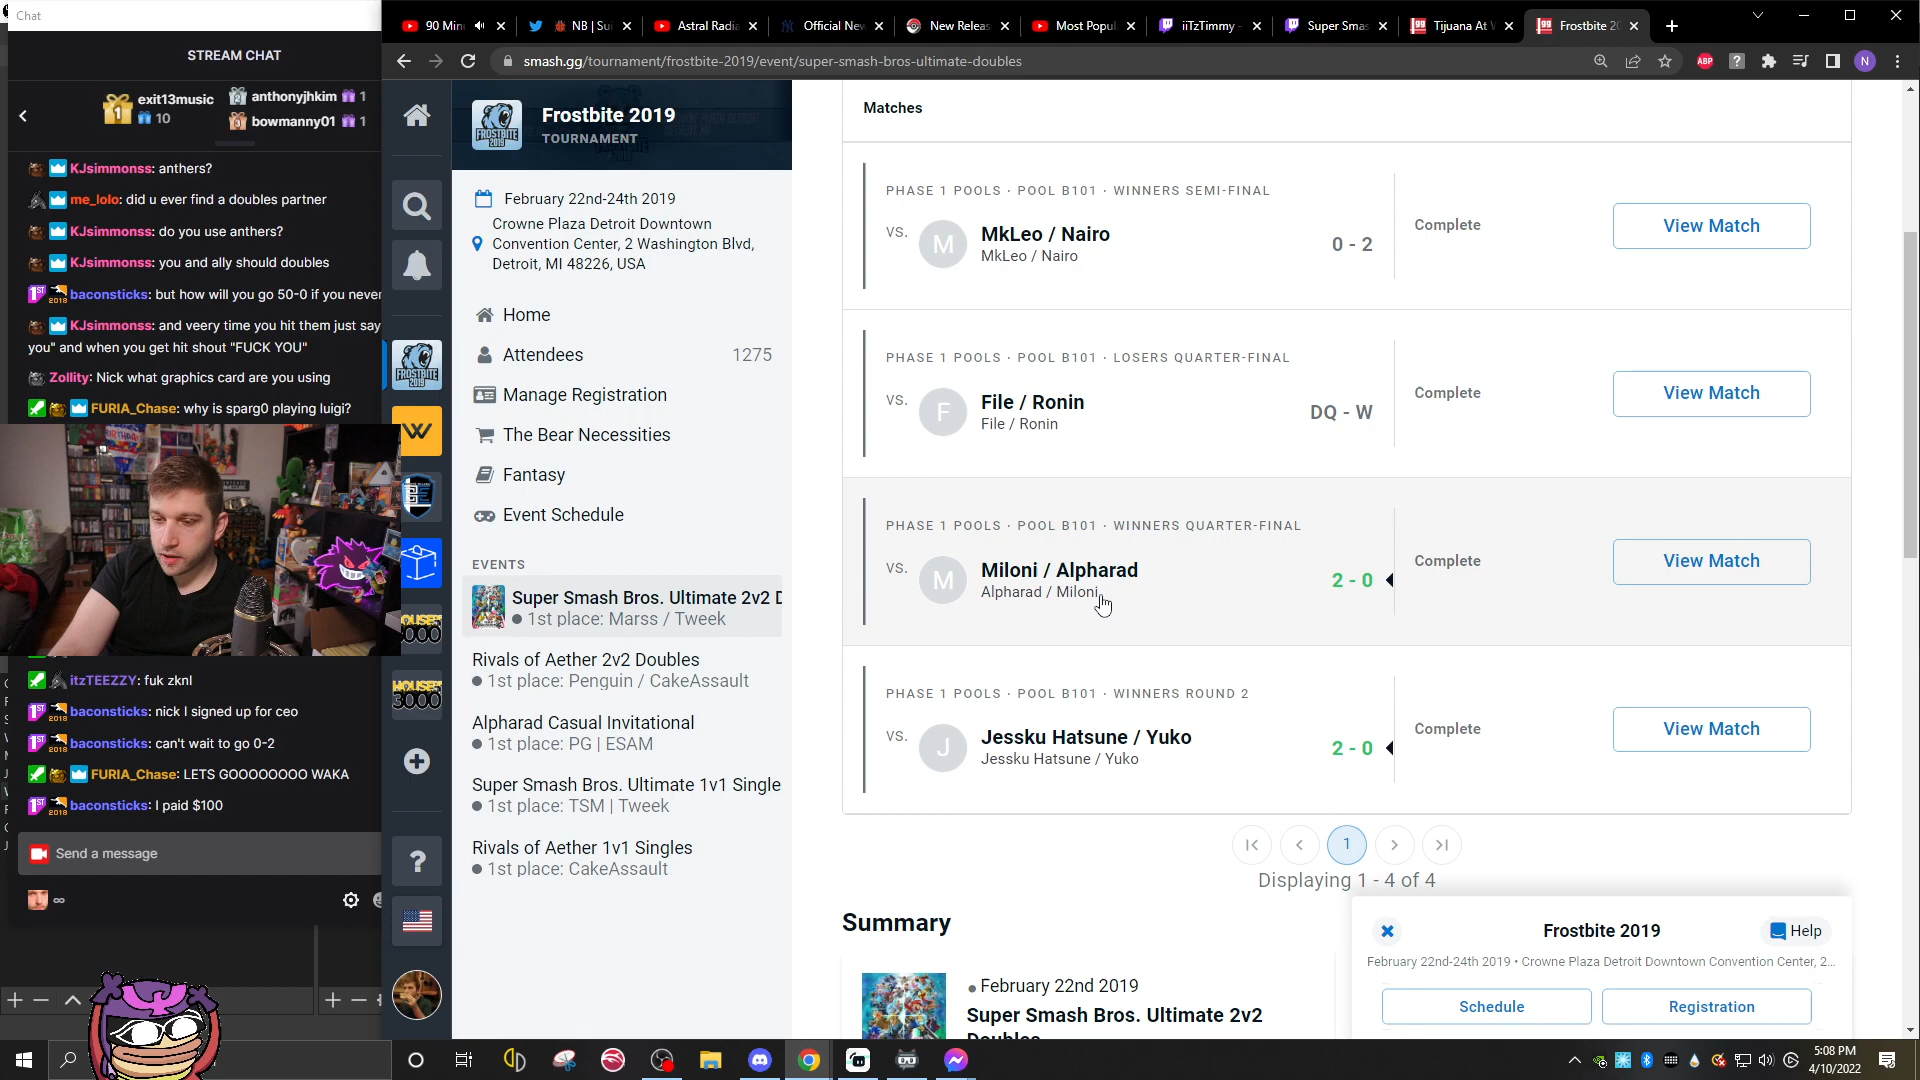 Chat
STREAM CHAT
exit13music
10
anthonyjhkim 1
bowmanny01 1
KJsimmonss: anthers?
me_lolo: did u ever find a doubles partner
KJsimmonss: do you use anthers?
KJsimmonss: you and ally should doubles
baconsticks: but how will you go 50-0 if you never
KJsimmonss: and veery time you hit them just say
you" and when you get hit shout "FUCK YOU"
Zollity: Nick what graphics card are you using
FURIA_Chase: why is sparg0 playing luigi?
itzTEEZZY: fuk zknl
baconsticks: nick I signed up for ceo
baconsticks: can't wait to go 0-2
FURIA_Chase: LETS GOOOOOOOO WAKA
baconsticks: I paid $100
Send a message
90 Min
NB | Su
Astral Radia
Official New
New Releas
Most Popul
iiTzTimmy -
Super Smas
Tijuana At V
Frostbite 20
smash.gg/tournament/frostbite-2019/event/super-smash-bros-ultimate-doubles
ABP
N
Frostbite 2019
TOURNAMENT
February 22nd-24th 2019
Crowne Plaza Detroit Downtown
Convention Center, 2 Washington Blvd,
Detroit, MI 48226, USA
Home
Attendees 1275
Manage Registration
The Bear Necessities
Fantasy
Event Schedule
EVENTS
Super Smash Bros. Ultimate 2v2 D
1st place: Marss / Tweek
Rivals of Aether 2v2 Doubles
1st place: Penguin / CakeAssault
Alpharad Casual Invitational
1st place: PG | ESAM
Super Smash Bros. Ultimate 1v1 Single
1st place: TSM | Tweek
Rivals of Aether 1v1 Singles
1st place: CakeAssault
Matches
PHASE 1 POOLS · POOL B101 · WINNERS SEMI-FINAL
VS. M MkLeo / Nairo
MkLeo / Nairo
0 - 2
Complete
View Match
PHASE 1 POOLS · POOL B101 · LOSERS QUARTER-FINAL
VS. F File / Ronin
File / Ronin
DQ - W
Complete
View Match
PHASE 1 POOLS · POOL B101 · WINNERS QUARTER-FINAL
VS. M Miloni / Alpharad
Alpharad / Miloni
2 - 0
Complete
View Match
PHASE 1 POOLS · POOL B101 · WINNERS ROUND 2
VS. J Jessku Hatsune / Yuko
Jessku Hatsune / Yuko
2 - 0
Complete
View Match
1
Displaying 1 - 4 of 4
Summary
February 22nd 2019
Super Smash Bros. Ultimate 2v2
Doubles
Frostbite 2019
Help
February 22nd-24th 2019 • Crowne Plaza Detroit Downtown Convention Center, 2...
Schedule
Registration
5:08 PM
4/10/2022